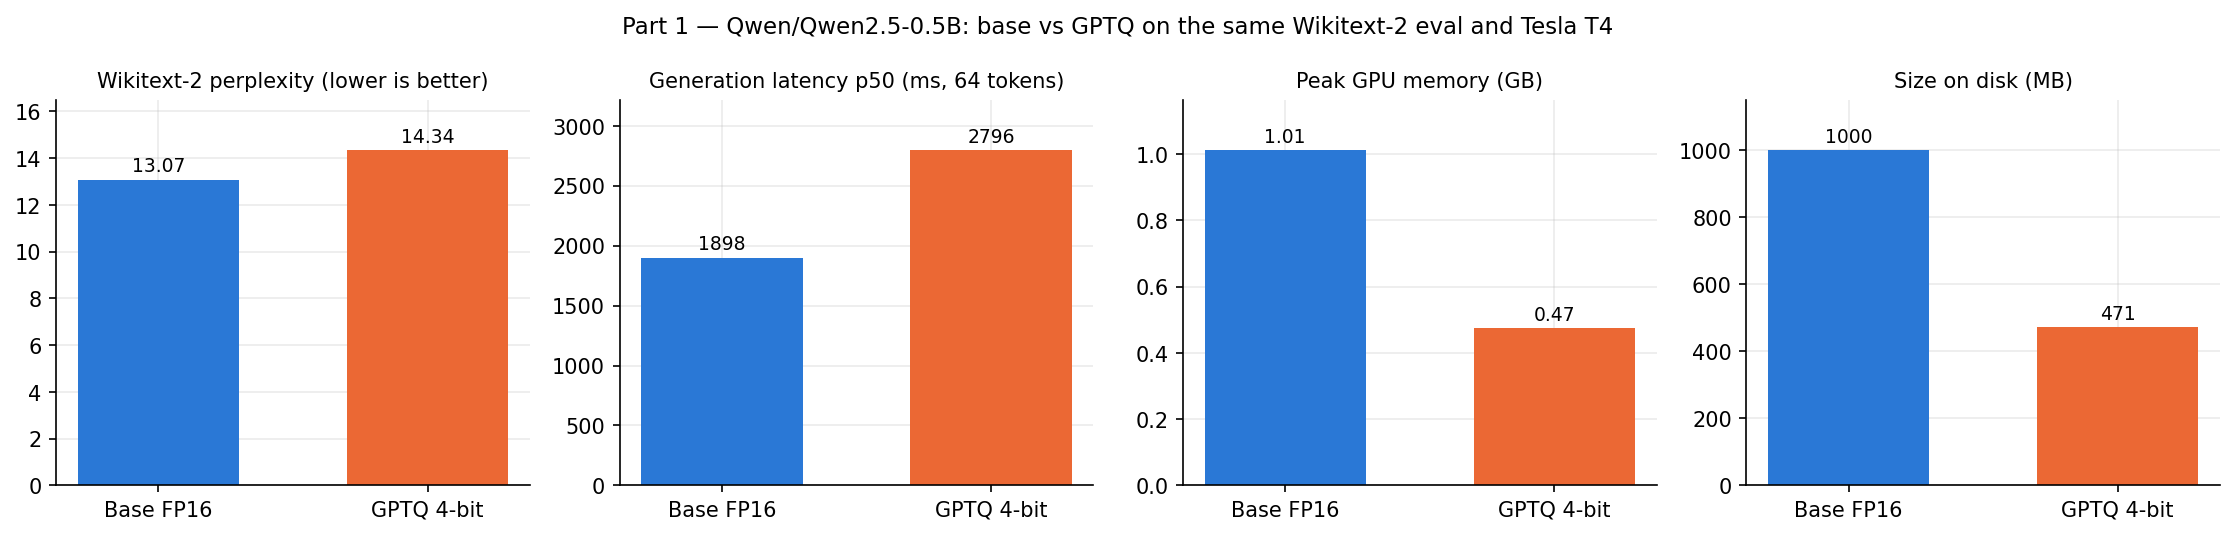 Part 1 — Qwen/Qwen2.5-0.5B: base vs GPTQ on the same Wikitext-2 eval and Tesla T4
Wikitext-2 perplexity (lower is better)
16
14
12
10
8
6
4
2
0
13.07
14.34
Base FP16
GPTQ 4-bit
Generation latency p50 (ms, 64 tokens)
3000
2500
2000
1500
1000
500
0
1898
2796
Base FP16
GPTQ 4-bit
Peak GPU memory (GB)
1.0
0.8
0.6
0.4
0.2
0.0
1.01
0.47
Base FP16
GPTQ 4-bit
Size on disk (MB)
1000
800
600
400
200
0
1000
471
Base FP16
GPTQ 4-bit